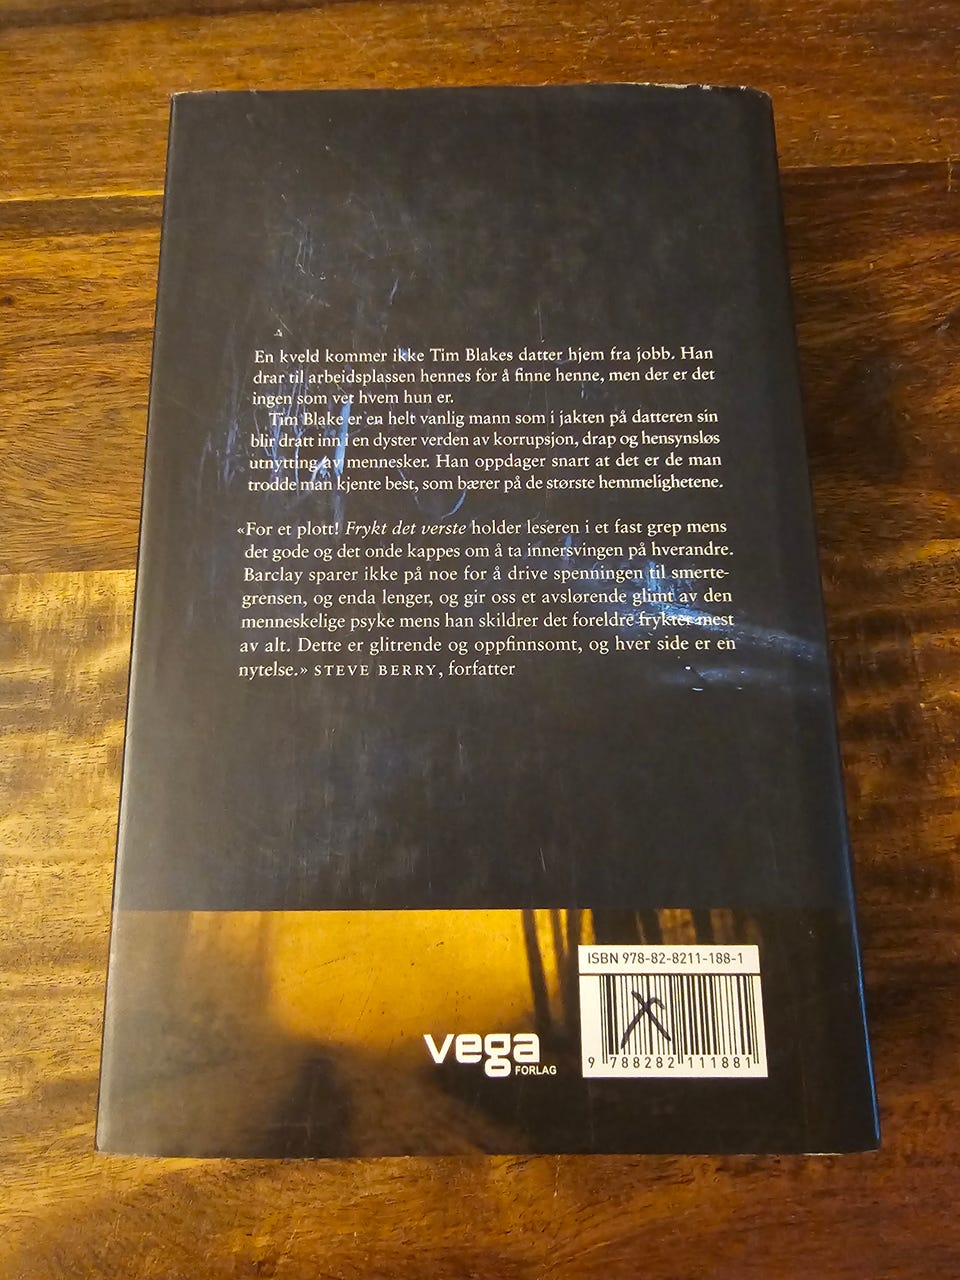 En kveld kommer ikke Tim Blakes datter hjem fra jobb. Han
drar til arbeidsplassen hennes for å finne henne, men der er det
ingen som vet hvem hun er.
Tim Blake er en helt vanlig mann som i jakten på datteren sin
blir dratt inn i en dyster verden av korrupsjon, drap og hensynsløs
utnytting av mennesker. Han oppdager snart at det er de man
trodde man kjente best, som bærer på de største hemmelighetene.
«For et plott! Frykt det verste holder leseren i et fast grep mens
det gode og det onde kappes om å ta innersvingen på hverandre.
Barclay sparer ikke på noe for å drive spenningen til smerte-
grensen, og enda lenger, og gir oss et avslørende glimt av den
menneskelige psyke mens han skildrer det foreldre frykter mest
av alt. Dette er glitrende og oppfinnsomt, og hver side er en
nytelse.» STEVE BERRY, forfatter
ISBN 978-82-8211-188-1
9 788282 111881
vega
FORLAG